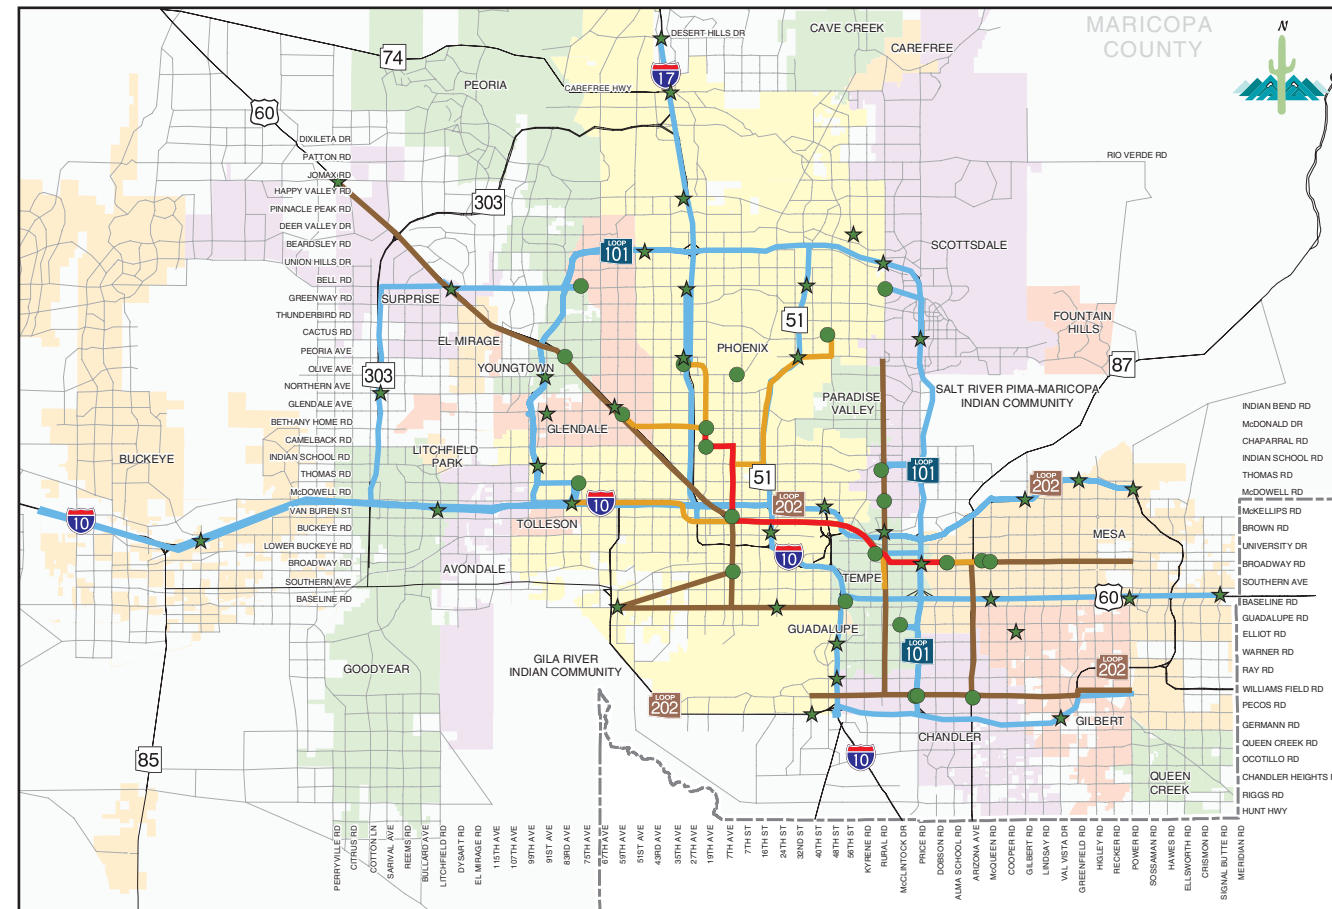 MARICOPA
COUNTY
N
DESERT HILLS DR
CAVE CREEK
CAREFREE
74
17
PEORIA
CAREFREE HWY
60
DIXILETA DR
PATTON RD
JOMAX RD
HAPPY VALLEY RD
PINNACLE PEAK RD
DEER VALLEY DR
BEARDSLEY RD
UNION HILLS DR
BELL RD
GREENWAY RD
THUNDERBIRD RD
CACTUS RD
PEORIA AVE
OLIVE AVE
NORTHERN AVE
GLENDALE AVE
BETHANY HOME RD
CAMELBACK RD
INDIAN SCHOOL RD
THOMAS RD
McDOWELL RD
VAN BUREN ST
BUCKEYE RD
LOWER BUCKEYE RD
BROADWAY RD
SOUTHERN AVE
BASELINE RD
RIO VERDE RD
303
LOOP
101
SCOTTSDALE
SURPRISE
51
FOUNTAIN
HILLS
EL MIRAGE
PHOENIX
YOUNGTOWN
303
87
PARADISE
VALLEY
SALT RIVER PIMA-MARICOPA
INDIAN COMMUNITY
GLENDALE
BUCKEYE
LITCHFIELD
PARK
51
LOOP
101
LOOP
202
LOOP
202
10
10
TOLLESON
MESA
10
AVONDALE
TEMPE
60
GUADALUPE
LOOP
101
GOODYEAR
GILA RIVER
INDIAN COMMUNITY
LOOP
202
LOOP
202
GILBERT
CHANDLER
10
85
QUEEN
CREEK
INDIAN BEND RD
McDONALD DR
CHAPARRAL RD
INDIAN SCHOOL RD
THOMAS RD
McDOWELL RD
McKELLIPS RD
BROWN RD
UNIVERSITY DR
BROADWAY RD
SOUTHERN AVE
BASELINE RD
GUADALUPE RD
ELLIOT RD
WARNER RD
RAY RD
WILLIAMS FIELD RD
PECOS RD
GERMANN RD
QUEEN CREEK RD
OCOTILLO RD
CHANDLER HEIGHTS
RIGGS RD
HUNT HWY
PERRYVILLE RD
CITRUS RD
COTTON LN
SARIVAL AVE
REEMS RD
BULLARD AVE
LITCHFIELD RD
DYSART RD
EL MIRAGE RD
115TH AVE
107TH AVE
99TH AVE
91ST AVE
83RD AVE
75TH AVE
67TH AVE
59TH AVE
51ST AVE
43RD AVE
35TH AVE
27TH AVE
19TH AVE
7TH AVE
7TH ST
16TH ST
24TH ST
32ND ST
40TH ST
48TH ST
56TH ST
KYRENE RD
RURAL RD
McCLINTOCK DR
PRICE RD
DOBSON RD
ALMA SCHOOL RD
ARIZONA AVE
McQUEEN RD
COOPER RD
GILBERT RD
LINDSAY RD
VAL VISTA DR
GREENFIELD RD
HIGLEY RD
RECKER RD
POWER RD
SOSSAMAN RD
HAWES RD
ELLSWORTH RD
CRISMON RD
SIGNAL BUTTE RD
MERIDIAN RD